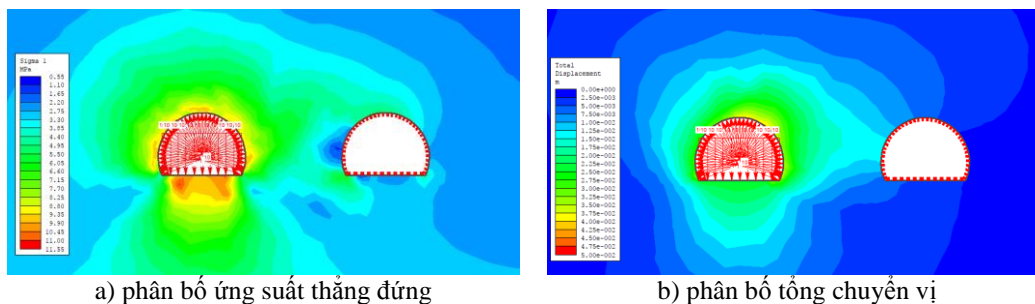 Sigma 1
MPa
0.55
1.10
1.65
2.20
2.75
3.30
3.85
4.40
4.95
5.50
6.05
6.60
7.15
7.70
8.25
8.80
9.35
9.90
10.45
11.00
11.55
a) phân bố ứng suất thẳng đứng
Total
Displacement
m
0.00e+000
2.50e-003
5.00e-003
7.50e-003
1.00e-002
1.25e-002
1.50e-002
1.75e-002
2.00e-002
2.25e-002
2.50e-002
2.75e-002
3.00e-002
3.25e-002
3.50e-002
3.75e-002
4.00e-002
4.25e-002
4.50e-002
4.75e-002
5.00e-002
b) phân bố tổng chuyển vị